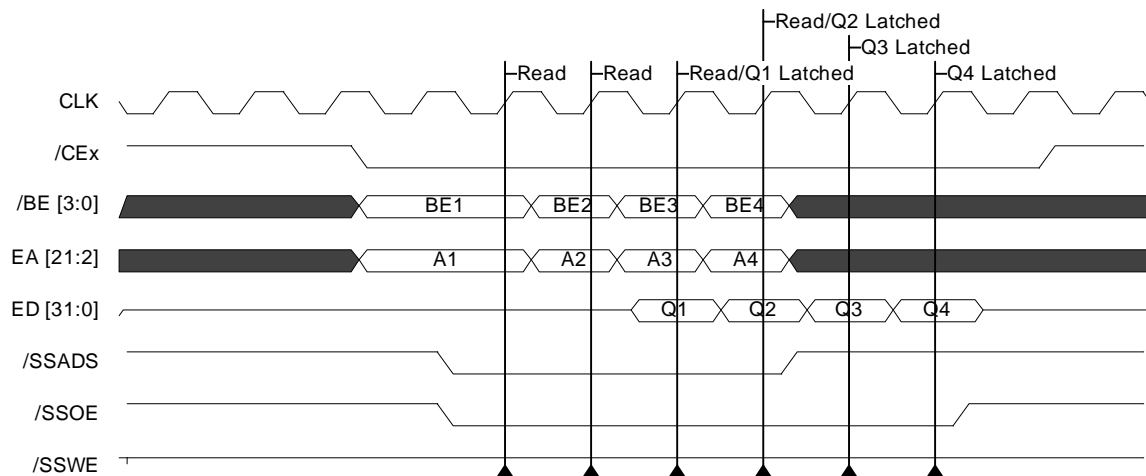 Read/Q2 Latched
Q3 Latched
Read Read Read/Q1 Latched Q4 Latched
CLK
/CEx
/BE [3:0] BE1 BE2 BE3 BE4
EA [21:2] A1 A2 A3 A4
ED [31:0] Q1 Q2 Q3 Q4
/SSADS
/SSOE
/SSWE